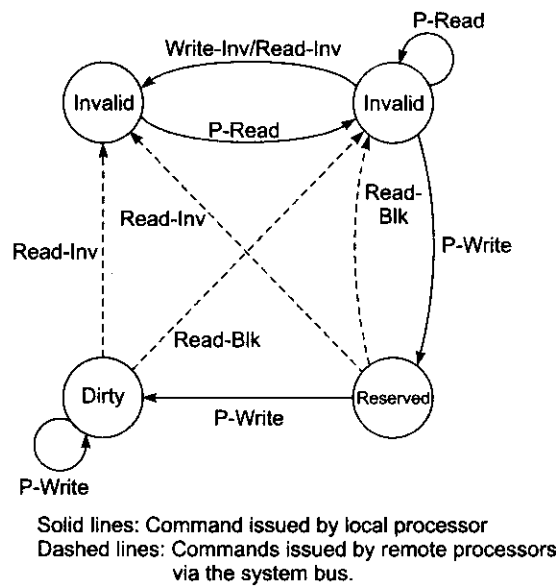 P-Read
Write-Inv/Read-Inv
Invalid
Invalid
P-Read
Read-Inv
Read-
Blk
P-Write
Read-Inv
Read-Blk
Dirty
Reserved
P-Write
P-Write
Solid lines: Command issued by local processor
Dashed lines: Commands issued by remote processors
via the system bus.